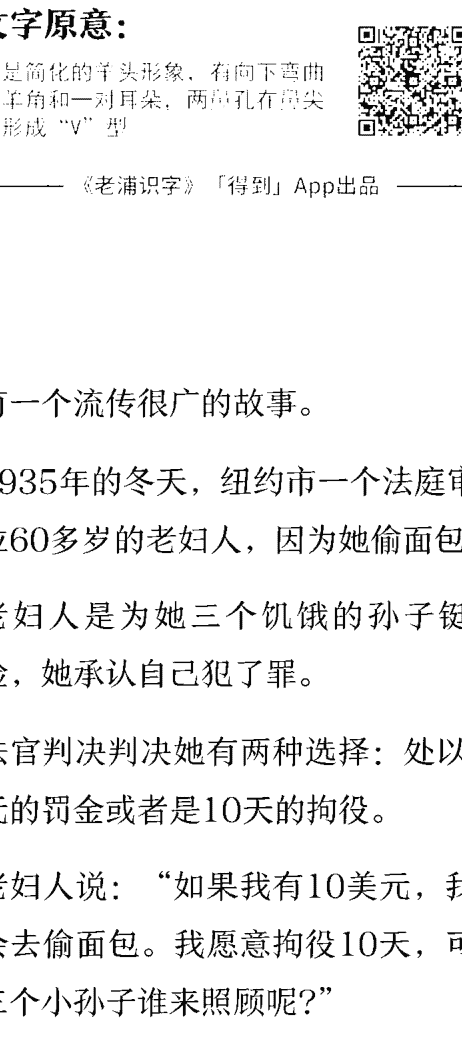 文字原意：
是简化的羊头形象，有向下弯曲
羊角和一对耳朵，两鼻孔在鼻尖
形成“V”型
《老浦识字》「得到」App出品
有一个流传很广的故事。
935年的冬天，纽约市一个法庭审
位60多岁的老妇人，因为她偷面包
老妇人是为她三个饥饿的孙子铤
险，她承认自己犯了罪。
法官判决判决她有两种选择：处以
元的罚金或者是10天的拘役。
老妇人说：“如果我有10美元，我
会去偷面包。我愿意拘役10天，可
三个小孙子谁来照顾呢?”